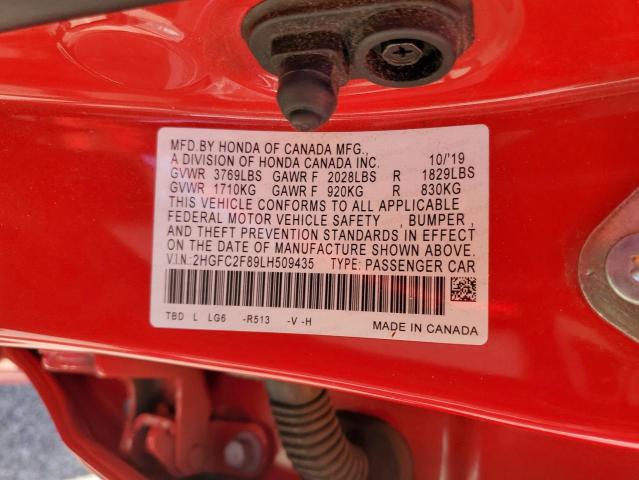 MFD.BY HONDA OF CANADA MFG.,
A DIVISION OF HONDA CANADA INC. 10/'19
GVWR 3769LBS GAWR F 2028LBS R 1829LBS
GVWR 1710KG GAWR F 920KG R 830KG
THIS VEHICLE CONFORMS TO ALL APPLICABLE
FEDERAL MOTOR VEHICLE SAFETY , BUMPER ,
AND THEFT PREVENTION STANDARDS IN EFFECT
ON THE DATE OF MANUFACTURE SHOWN ABOVE.
V.I.N.:2HGFC2F89LH509435 TYPE: PASSENGER CAR
TBD L LG6 -R513 -V -H MADE IN CANADA